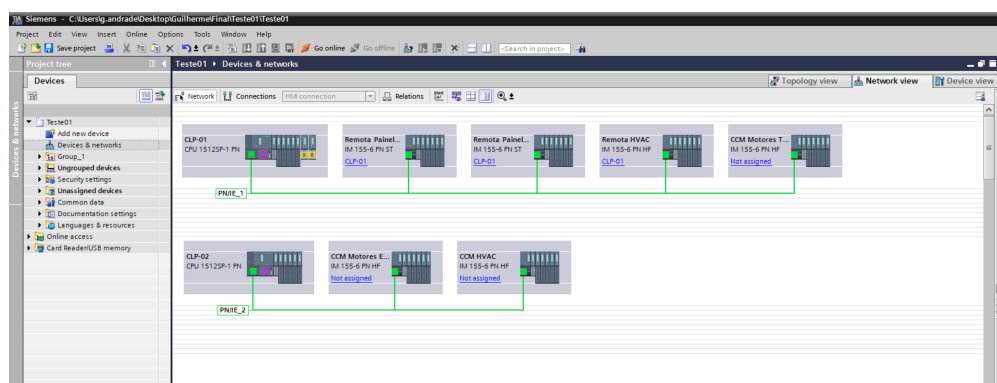 Siemens - C:\Users\g.andrade\Desktop\Guilherme\Final\Teste01\Teste01
Project Edit View Insert Online Options Tools Window Help
Save project Go online Go offline <Search in project>
Project tree
Teste01 ▸ Devices & networks
Devices
Topology view Network view Device view
Network Connections HMI connection Relations
Devices & networks
Teste01
Add new device
Devices & networks
Group_1
Ungrouped devices
Security settings
Unassigned devices
Common data
Documentation settings
Languages & resources
Online access
Card Reader/USB memory
CLP-01
CPU 1512SP-1 PN
Remota Painel...
IM 155-6 PN ST
CLP-01
Remota Painel...
IM 155-6 PN ST
CLP-01
Remota HVAC
IM 155-6 PN HF
CLP-01
CCM Motores T...
IM 155-6 PN HF
Not assigned
PN/IE_1
CLP-02
CPU 1512SP-1 PN
CCM Motores E...
IM 155-6 PN HF
Not assigned
CCM HVAC
IM 155-6 PN HF
Not assigned
PN/IE_2